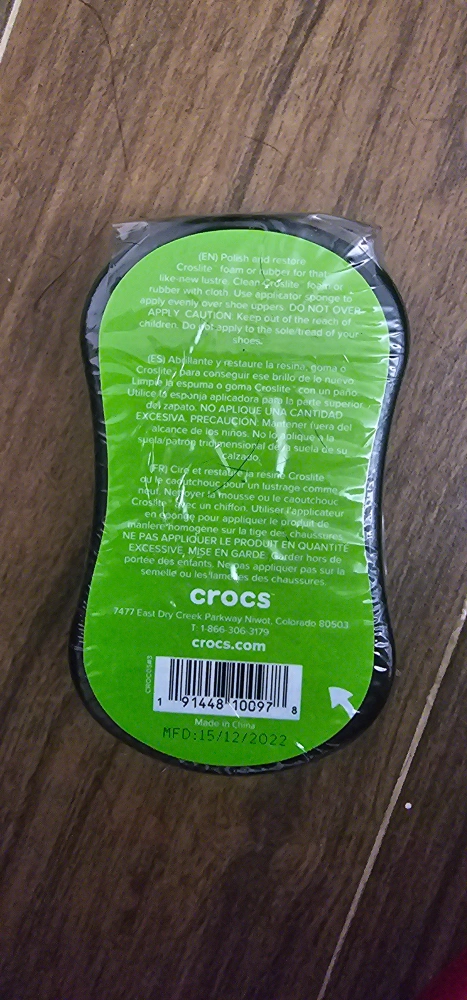 (EN) Polish and restore
Croslite™ foam or rubber for that
like-new lustre. Clean Croslite™ foam or
rubber with cloth. Use applicator sponge to
apply evenly over shoe uppers. DO NOT OVER
APPLY. CAUTION: Keep out of the reach of
children. Do not apply to the sole/tread of your
shoes.
(ES) Abrillante y restaure la resina, goma o
Croslite™ para conseguir ese brillo de lo nuevo.
Limpie la espuma o goma Croslite™ con un paño.
Utilice la esponja aplicadora para la parte superior
del zapato. NO APLIQUE UNA CANTIDAD
EXCESIVA. PRECAUCIÓN: Mantener fuera del
alcance de los niños. No lo aplique a la
suela/patrón tridimensional de la suela de su
calzado.
(FR) Cire et restaure la résine Croslite
ou le caoutchouc pour un lustrage comme
neuf. Nettoyer la mousse ou le caoutchouc
Croslite™ avec un chiffon. Utiliser l'applicateur
en éponge pour appliquer le produit de
manière homogène sur la tige des chaussures.
NE PAS APPLIQUER LE PRODUIT EN QUANTITÉ
EXCESSIVE, MISE EN GARDE. Garder hors de
portée des enfants. Ne pas appliquer pas sur la
semelle ou les lamelles des chaussures.
crocs™
7477 East Dry Creek Parkway Niwot, Colorado 80503
T: 1-866-306-3179
crocs.com
1 91448 10097 8
Made in China
MFD:15/12/2022